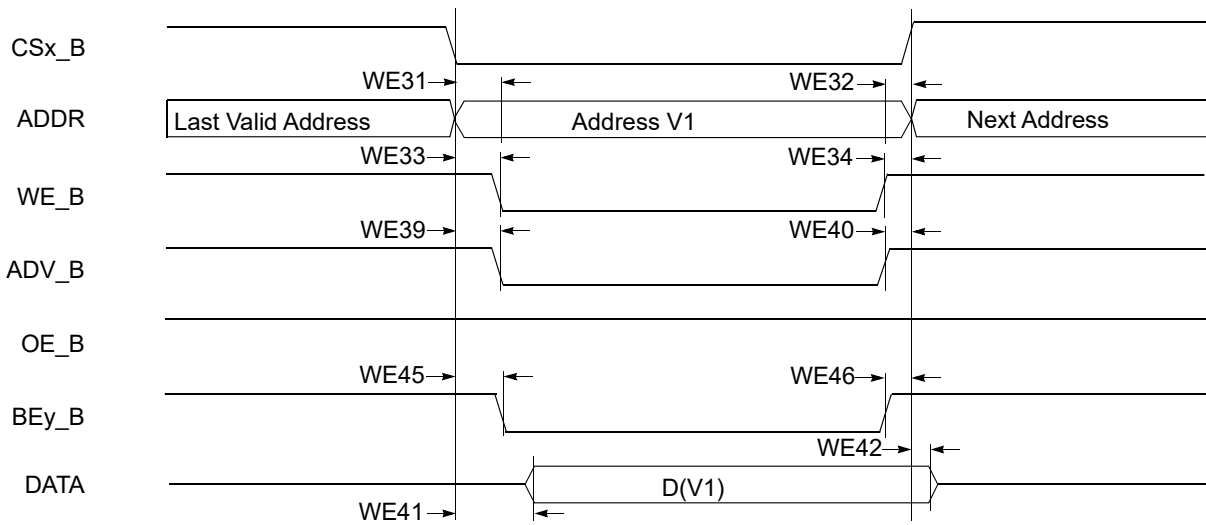 CSx_B
WE31
WE32
ADDR
Last Valid Address
Address V1
Next Address
WE33
WE34
WE_B
WE39
WE40
ADV_B
OE_B
WE45
WE46
BEy_B
WE42
DATA
D(V1)
WE41